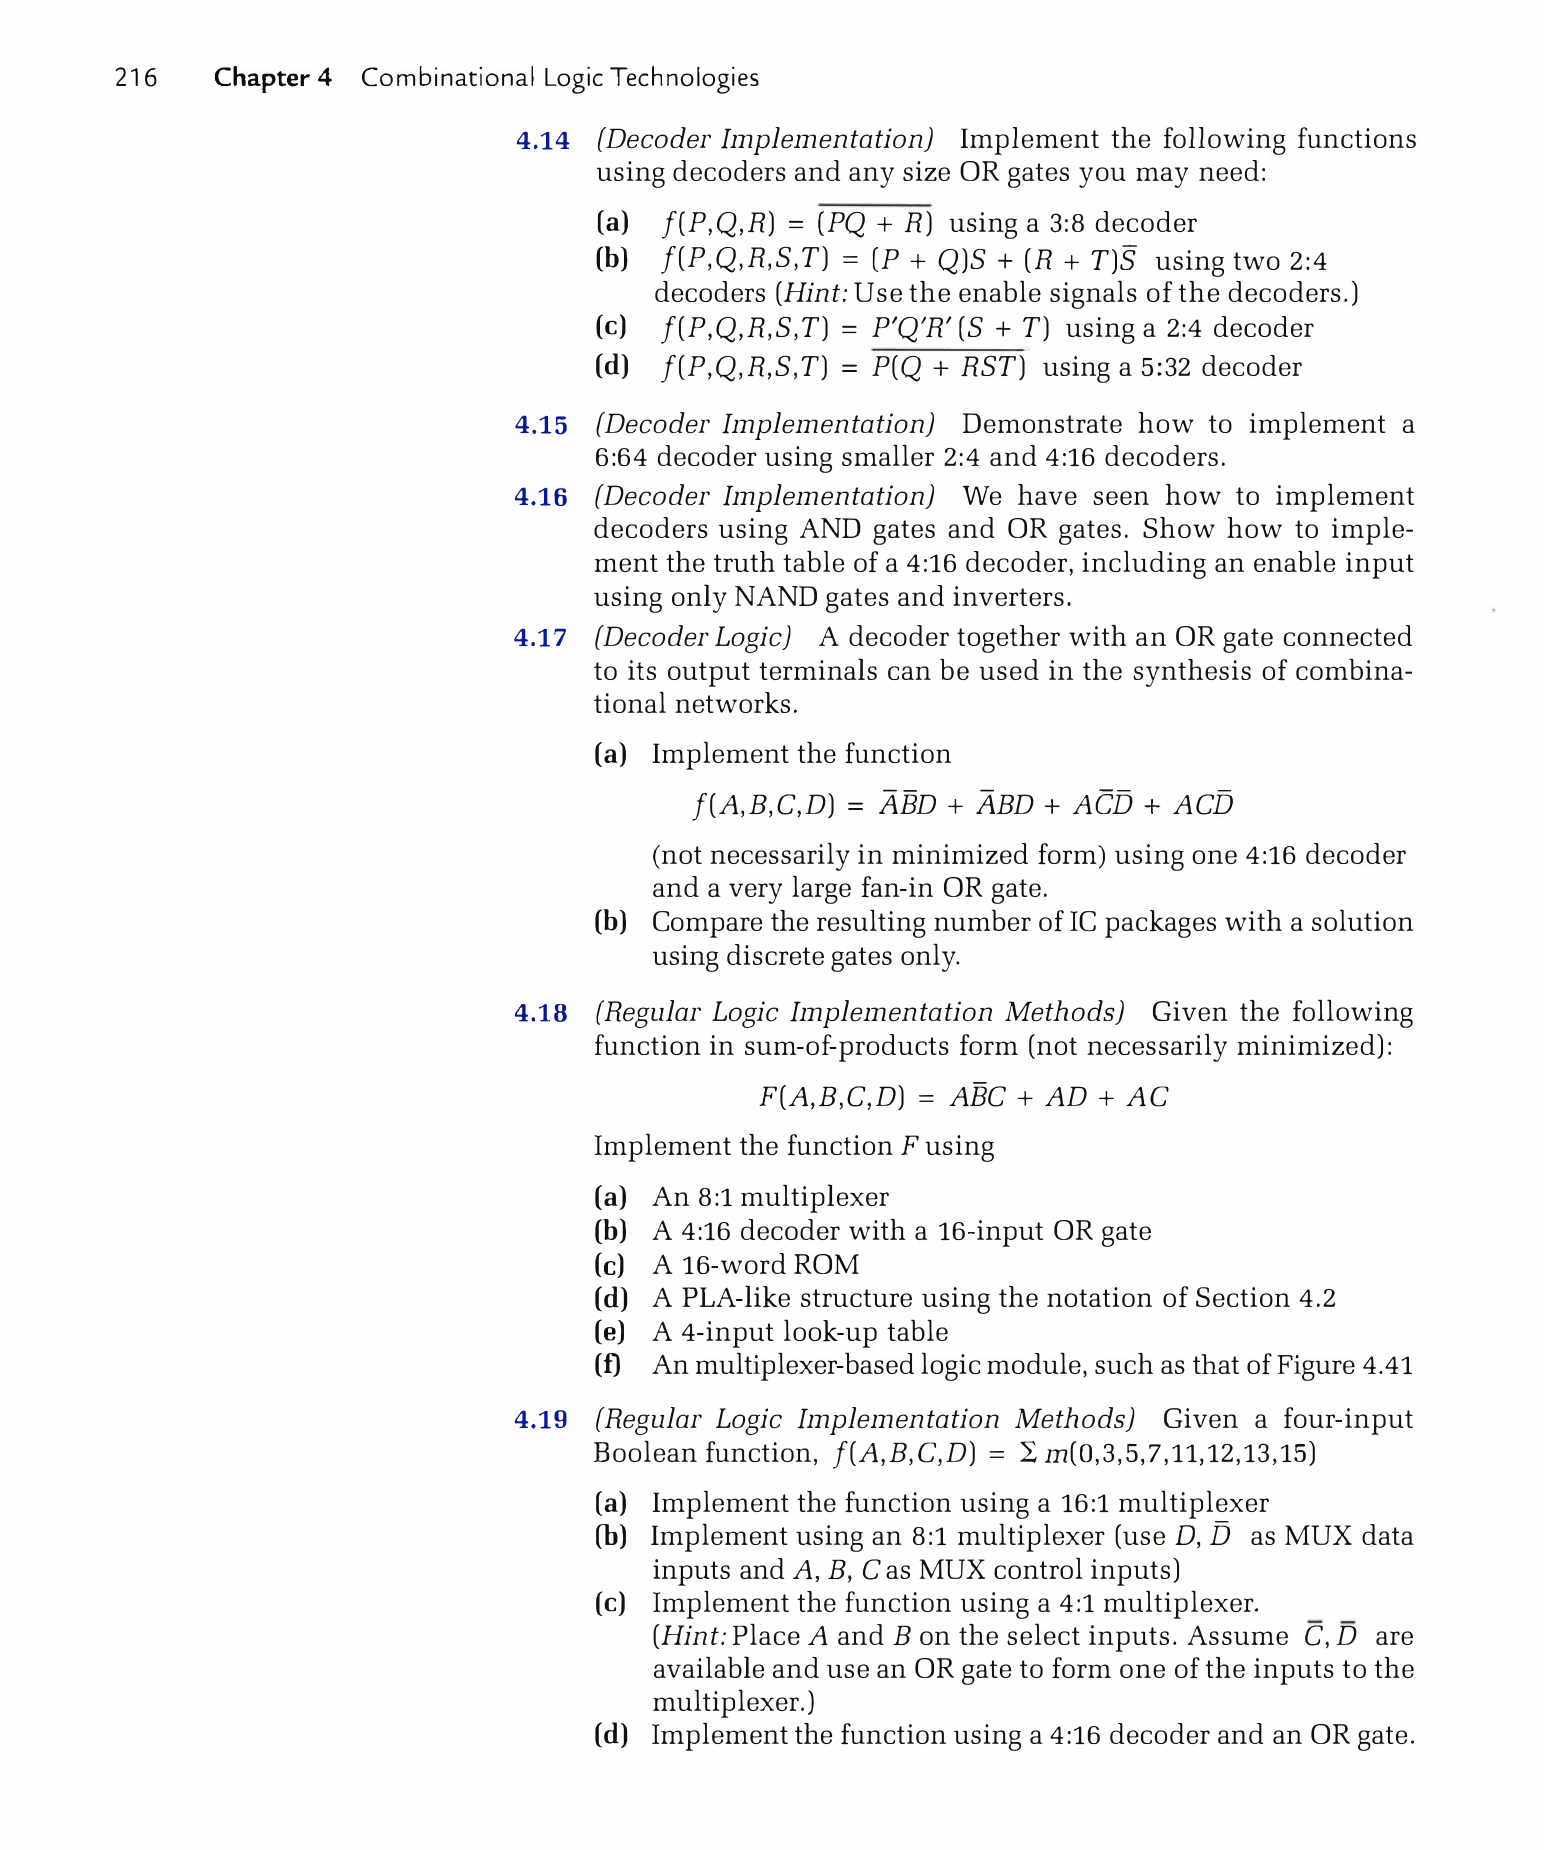 216 Chapter 4 Combinational Logic Technologies
4.14 (Decoder Implementation) Implement the following functions
using decoders and any size OR gates you may need:
(a) f(P,Q,R) = \overline{(PQ + R)} using a 3:8 decoder
(b) f(P,Q,R,S,T) = (P + Q)S + (R + T)S̅ using two 2:4
decoders (Hint: Use the enable signals of the decoders.)
(c) f(P,Q,R,S,T) = P′Q′R′(S + T) using a 2:4 decoder
(d) f(P,Q,R,S,T) = \overline{P(Q + RST)} using a 5:32 decoder
4.15 (Decoder Implementation) Demonstrate how to implement a
6:64 decoder using smaller 2:4 and 4:16 decoders.
4.16 (Decoder Implementation) We have seen how to implement
decoders using AND gates and OR gates. Show how to imple-
ment the truth table of a 4:16 decoder, including an enable input
using only NAND gates and inverters.
4.17 (Decoder Logic) A decoder together with an OR gate connected
to its output terminals can be used in the synthesis of combina-
tional networks.
(a) Implement the function
f(A,B,C,D) = A̅B̅D + A̅BD + AC̅D̅ + ACD̅
(not necessarily in minimized form) using one 4:16 decoder
and a very large fan-in OR gate.
(b) Compare the resulting number of IC packages with a solution
using discrete gates only.
4.18 (Regular Logic Implementation Methods) Given the following
function in sum-of-products form (not necessarily minimized):
F(A,B,C,D) = AB̅C + AD + AC
Implement the function F using
(a) An 8:1 multiplexer
(b) A 4:16 decoder with a 16-input OR gate
(c) A 16-word ROM
(d) A PLA-like structure using the notation of Section 4.2
(e) A 4-input look-up table
(f) An multiplexer-based logic module, such as that of Figure 4.41
4.19 (Regular Logic Implementation Methods) Given a four-input
Boolean function, f(A,B,C,D) = Σ m(0,3,5,7,11,12,13,15)
(a) Implement the function using a 16:1 multiplexer
(b) Implement using an 8:1 multiplexer (use D, D̅ as MUX data
inputs and A, B, C as MUX control inputs)
(c) Implement the function using a 4:1 multiplexer.
(Hint: Place A and B on the select inputs. Assume C̅, D̅ are
available and use an OR gate to form one of the inputs to the
multiplexer.)
(d) Implement the function using a 4:16 decoder and an OR gate.